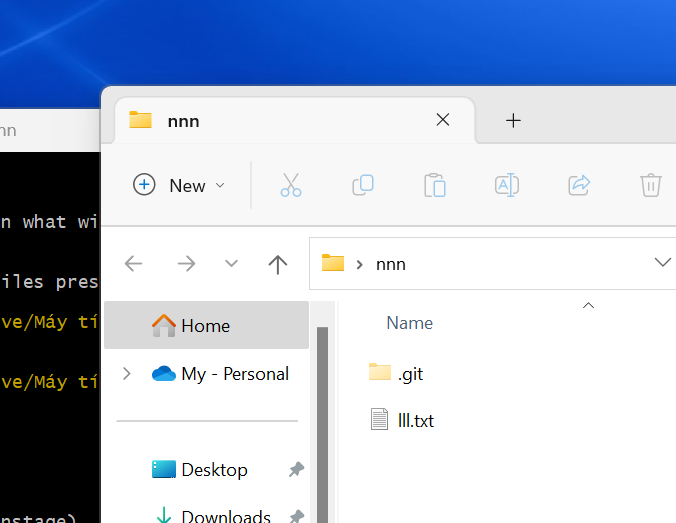 nnn
nn
New
n what wi
nnn
iles pres
Name
ve/Máy tí
Home
.git
My - Personal
ve/Máy tí
lll.txt
Desktop
Downloads
nstage)